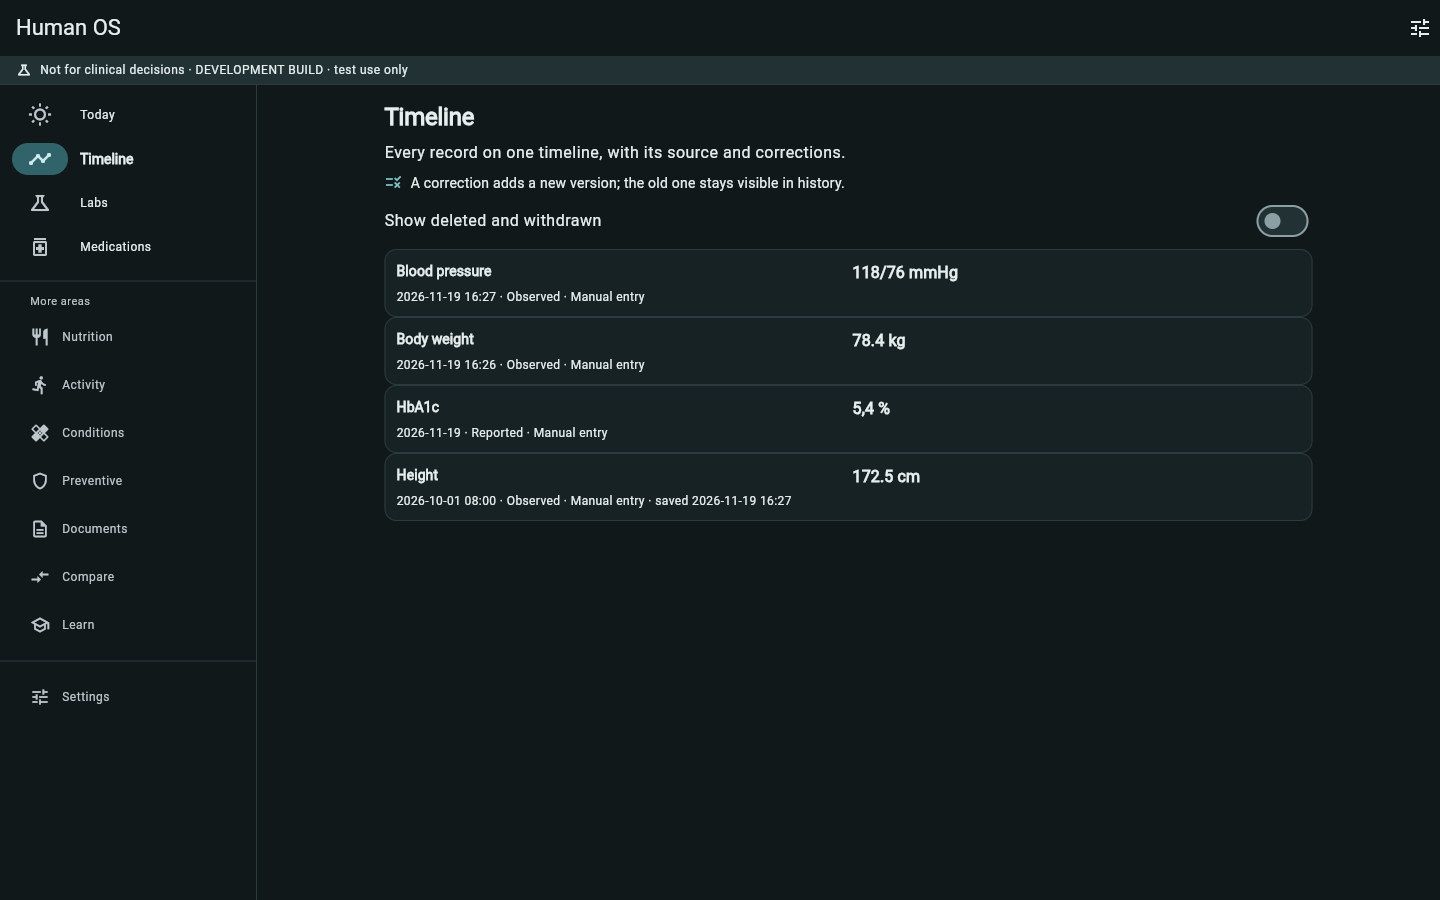 Human OS
Not for clinical decisions · DEVELOPMENT BUILD · test use only
Today
Timeline
Labs
Medications
More areas
Nutrition
Activity
Conditions
Preventive
Documents
Compare
Learn
Settings
Timeline
Every record on one timeline, with its source and corrections.
A correction adds a new version; the old one stays visible in history.
Show deleted and withdrawn
Blood pressure 118/76 mmHg
2026-11-19 16:27 · Observed · Manual entry
Body weight 78.4 kg
2026-11-19 16:26 · Observed · Manual entry
HbA1c 5,4 %
2026-11-19 · Reported · Manual entry
Height 172.5 cm
2026-10-01 08:00 · Observed · Manual entry · saved 2026-11-19 16:27